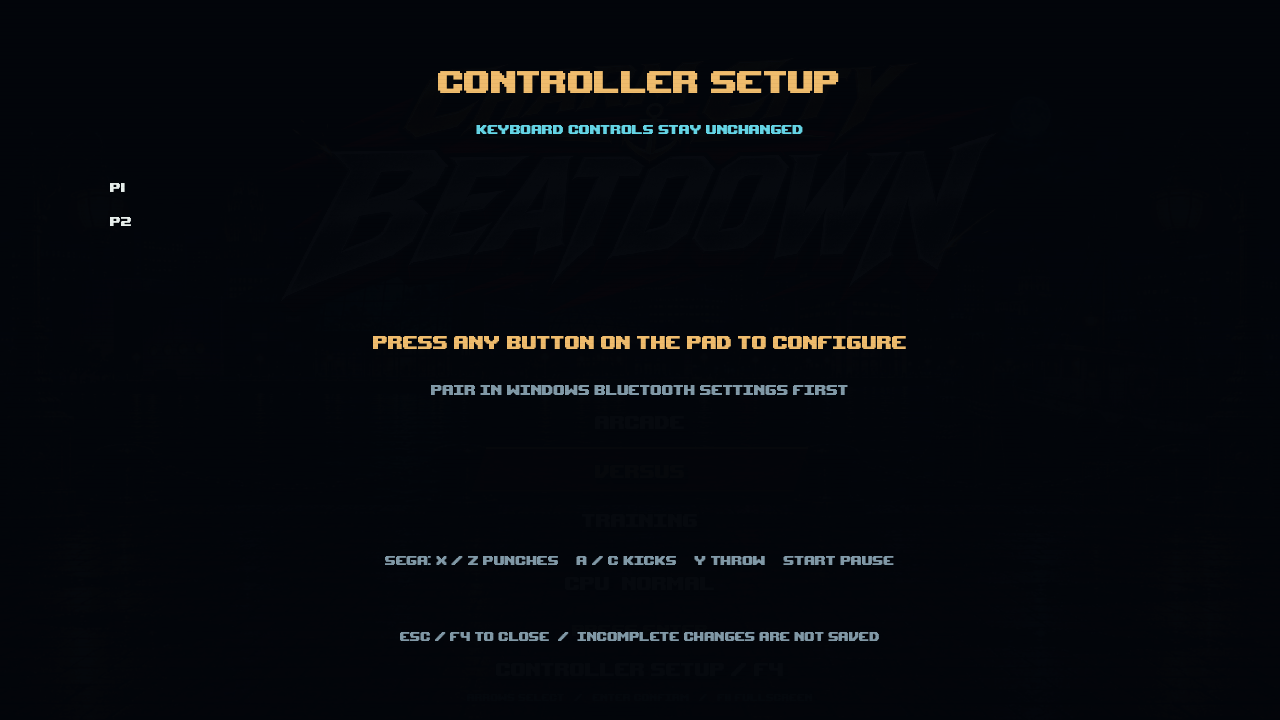 CONTROLLER SETUP
KEYBOARD CONTROLS STAY UNCHANGED
BEATDOWN
P1
P2
PRESS ANY BUTTON ON THE PAD TO CONFIGURE
PAIR IN WINDOWS BLUETOOTH SETTINGS FIRST
ARCADE
VERSUS
TRAINING
SEGA: X / Z PUNCHES A / C KICKS Y THROW START PAUSE
CPU NORMAL
ESC / F4 TO CLOSE / INCOMPLETE CHANGES ARE NOT SAVED
CONTROLLER SETUP / F4